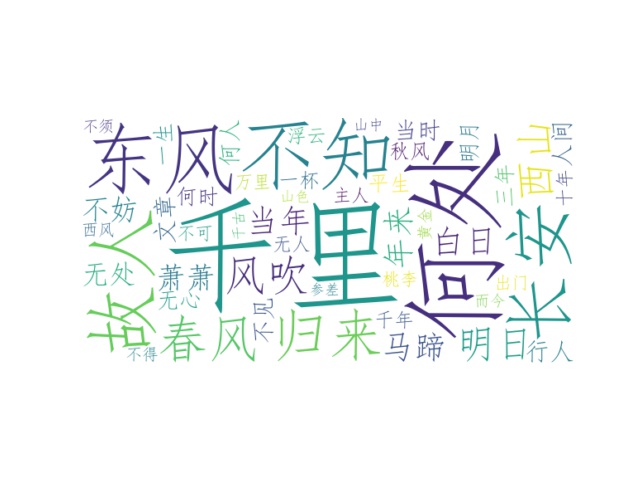 不须
一生
何人
浮云
山中
当时
明月
东风
不知
秋风
何处
西山
人间
万里
一杯
平生
三年
十年
不妨
文章
何时
山色
主人
西风
不可
千古
当年
年来
黄金
白日
长安
故人
千里
无人
无处
萧萧
风吹
桃李
出门
无心
不见
参差
而今
千年
不得
春风
归来
马蹄
明日
行人